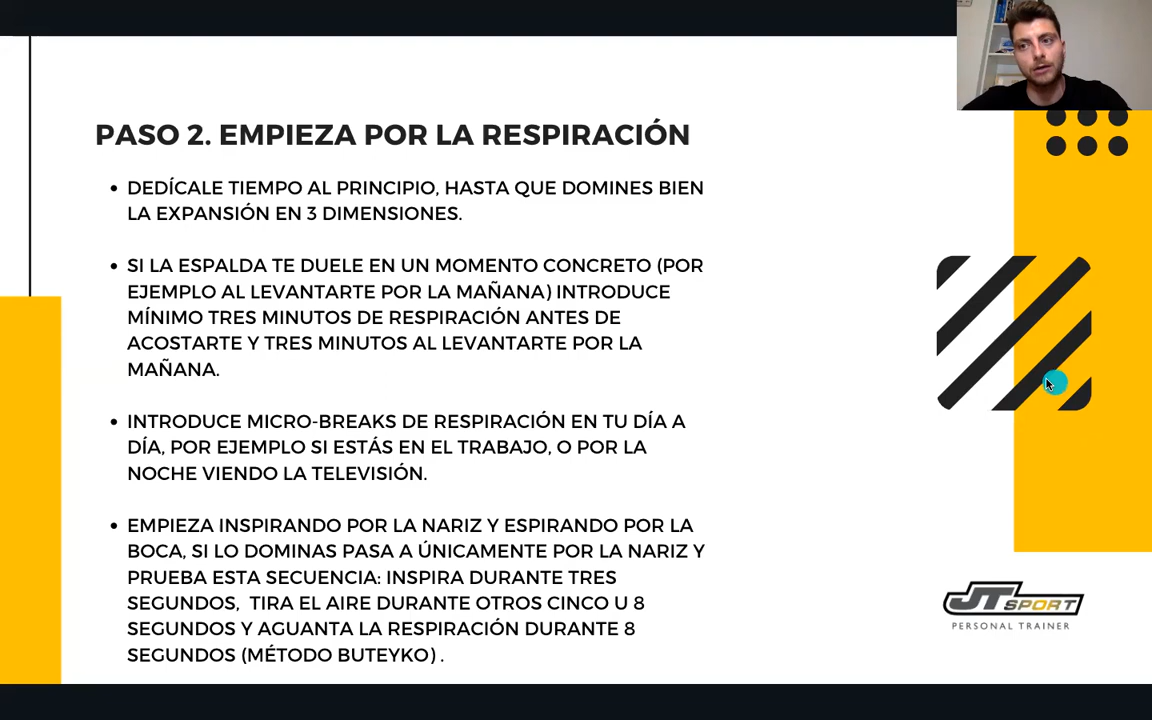 PASO 2. EMPIEZA POR LA RESPIRACIÓN
• DEDÍCALE TIEMPO AL PRINCIPIO, HASTA QUE DOMINES BIEN
LA EXPANSIÓN EN 3 DIMENSIONES.
• SI LA ESPALDA TE DUELE EN UN MOMENTO CONCRETO (POR
EJEMPLO AL LEVANTARTE POR LA MAÑANA) INTRODUCE
MÍNIMO TRES MINUTOS DE RESPIRACIÓN ANTES DE
ACOSTARTE Y TRES MINUTOS AL LEVANTARTE POR LA
MAÑANA.
• INTRODUCE MICRO-BREAKS DE RESPIRACIÓN EN TU DÍA A
DÍA, POR EJEMPLO SI ESTÁS EN EL TRABAJO, O POR LA
NOCHE VIENDO LA TELEVISIÓN.
• EMPIEZA INSPIRANDO POR LA NARIZ Y ESPIRANDO POR LA
BOCA, SI LO DOMINAS PASA A ÚNICAMENTE POR LA NARIZ Y
PRUEBA ESTA SECUENCIA: INSPIRA DURANTE TRES
SEGUNDOS, TIRA EL AIRE DURANTE OTROS CINCO U 8
SEGUNDOS Y AGUANTA LA RESPIRACIÓN DURANTE 8
SEGUNDOS (MÉTODO BUTEYKO) .
JT SPORT
PERSONAL TRAINER